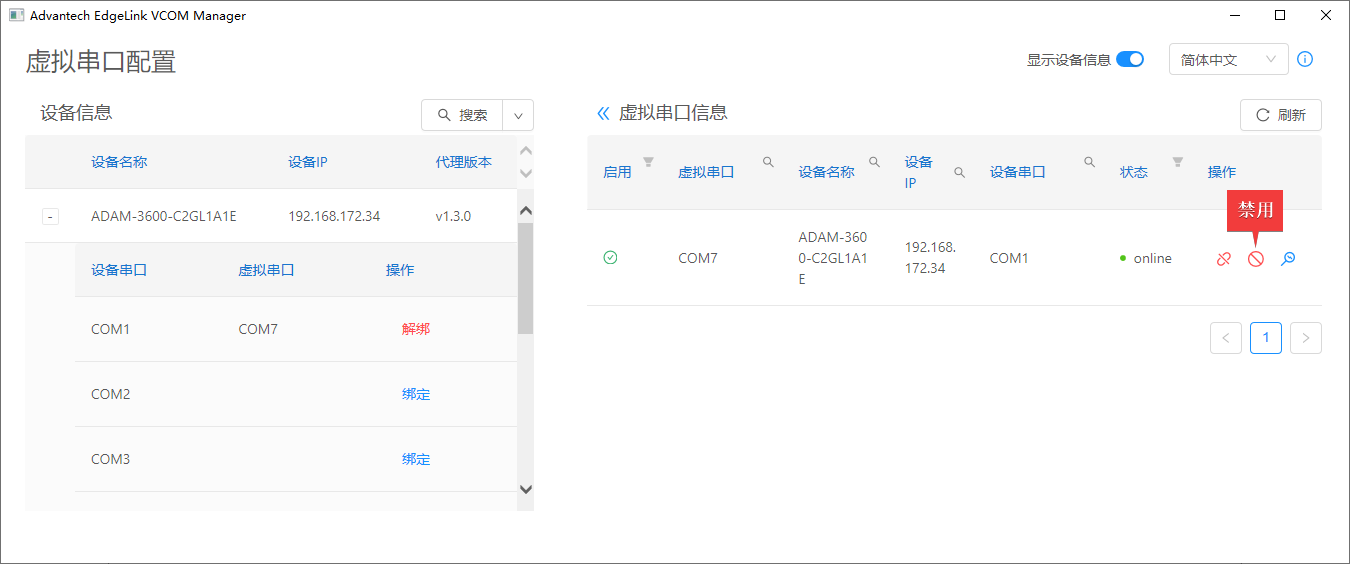 Advantech EdgeLink VCOM Manager
虚拟串口配置
显示设备信息
简体中文
设备信息
搜索
虚拟串口信息
刷新
设备名称 设备IP 代理版本
- ADAM-3600-C2GL1A1E 192.168.172.34 v1.3.0
设备串口 虚拟串口 操作
COM1 COM7 解绑
COM2 绑定
COM3 绑定
启用 虚拟串口 设备名称 设备 设备串口 状态 操作
IP
禁用
ADAM-360
COM7 0-C2GL1A1 192.168. COM1 online
E 172.34
< 1 >